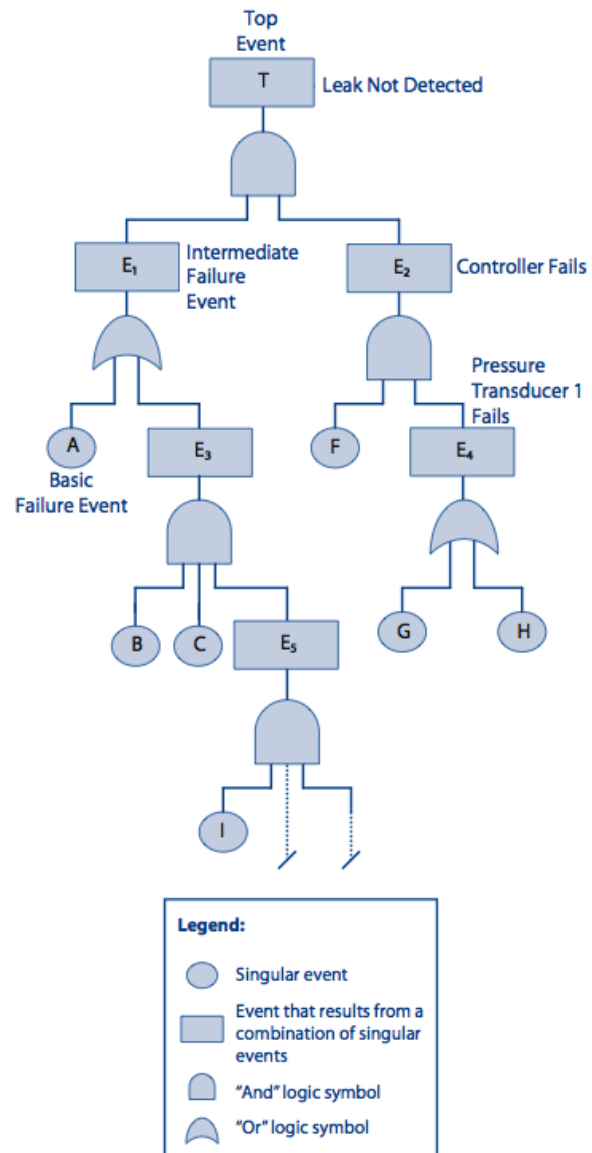 Top
Event
T
Leak Not Detected
E₁
Intermediate
Failure
Event
E₂
Controller Fails
Pressure
Transducer 1
Fails
A
Basic
Failure Event
E₃
F
E₄
B
C
E₅
G
H
I
Legend:
Singular event
Event that results from a
combination of singular
events
"And" logic symbol
"Or" logic symbol